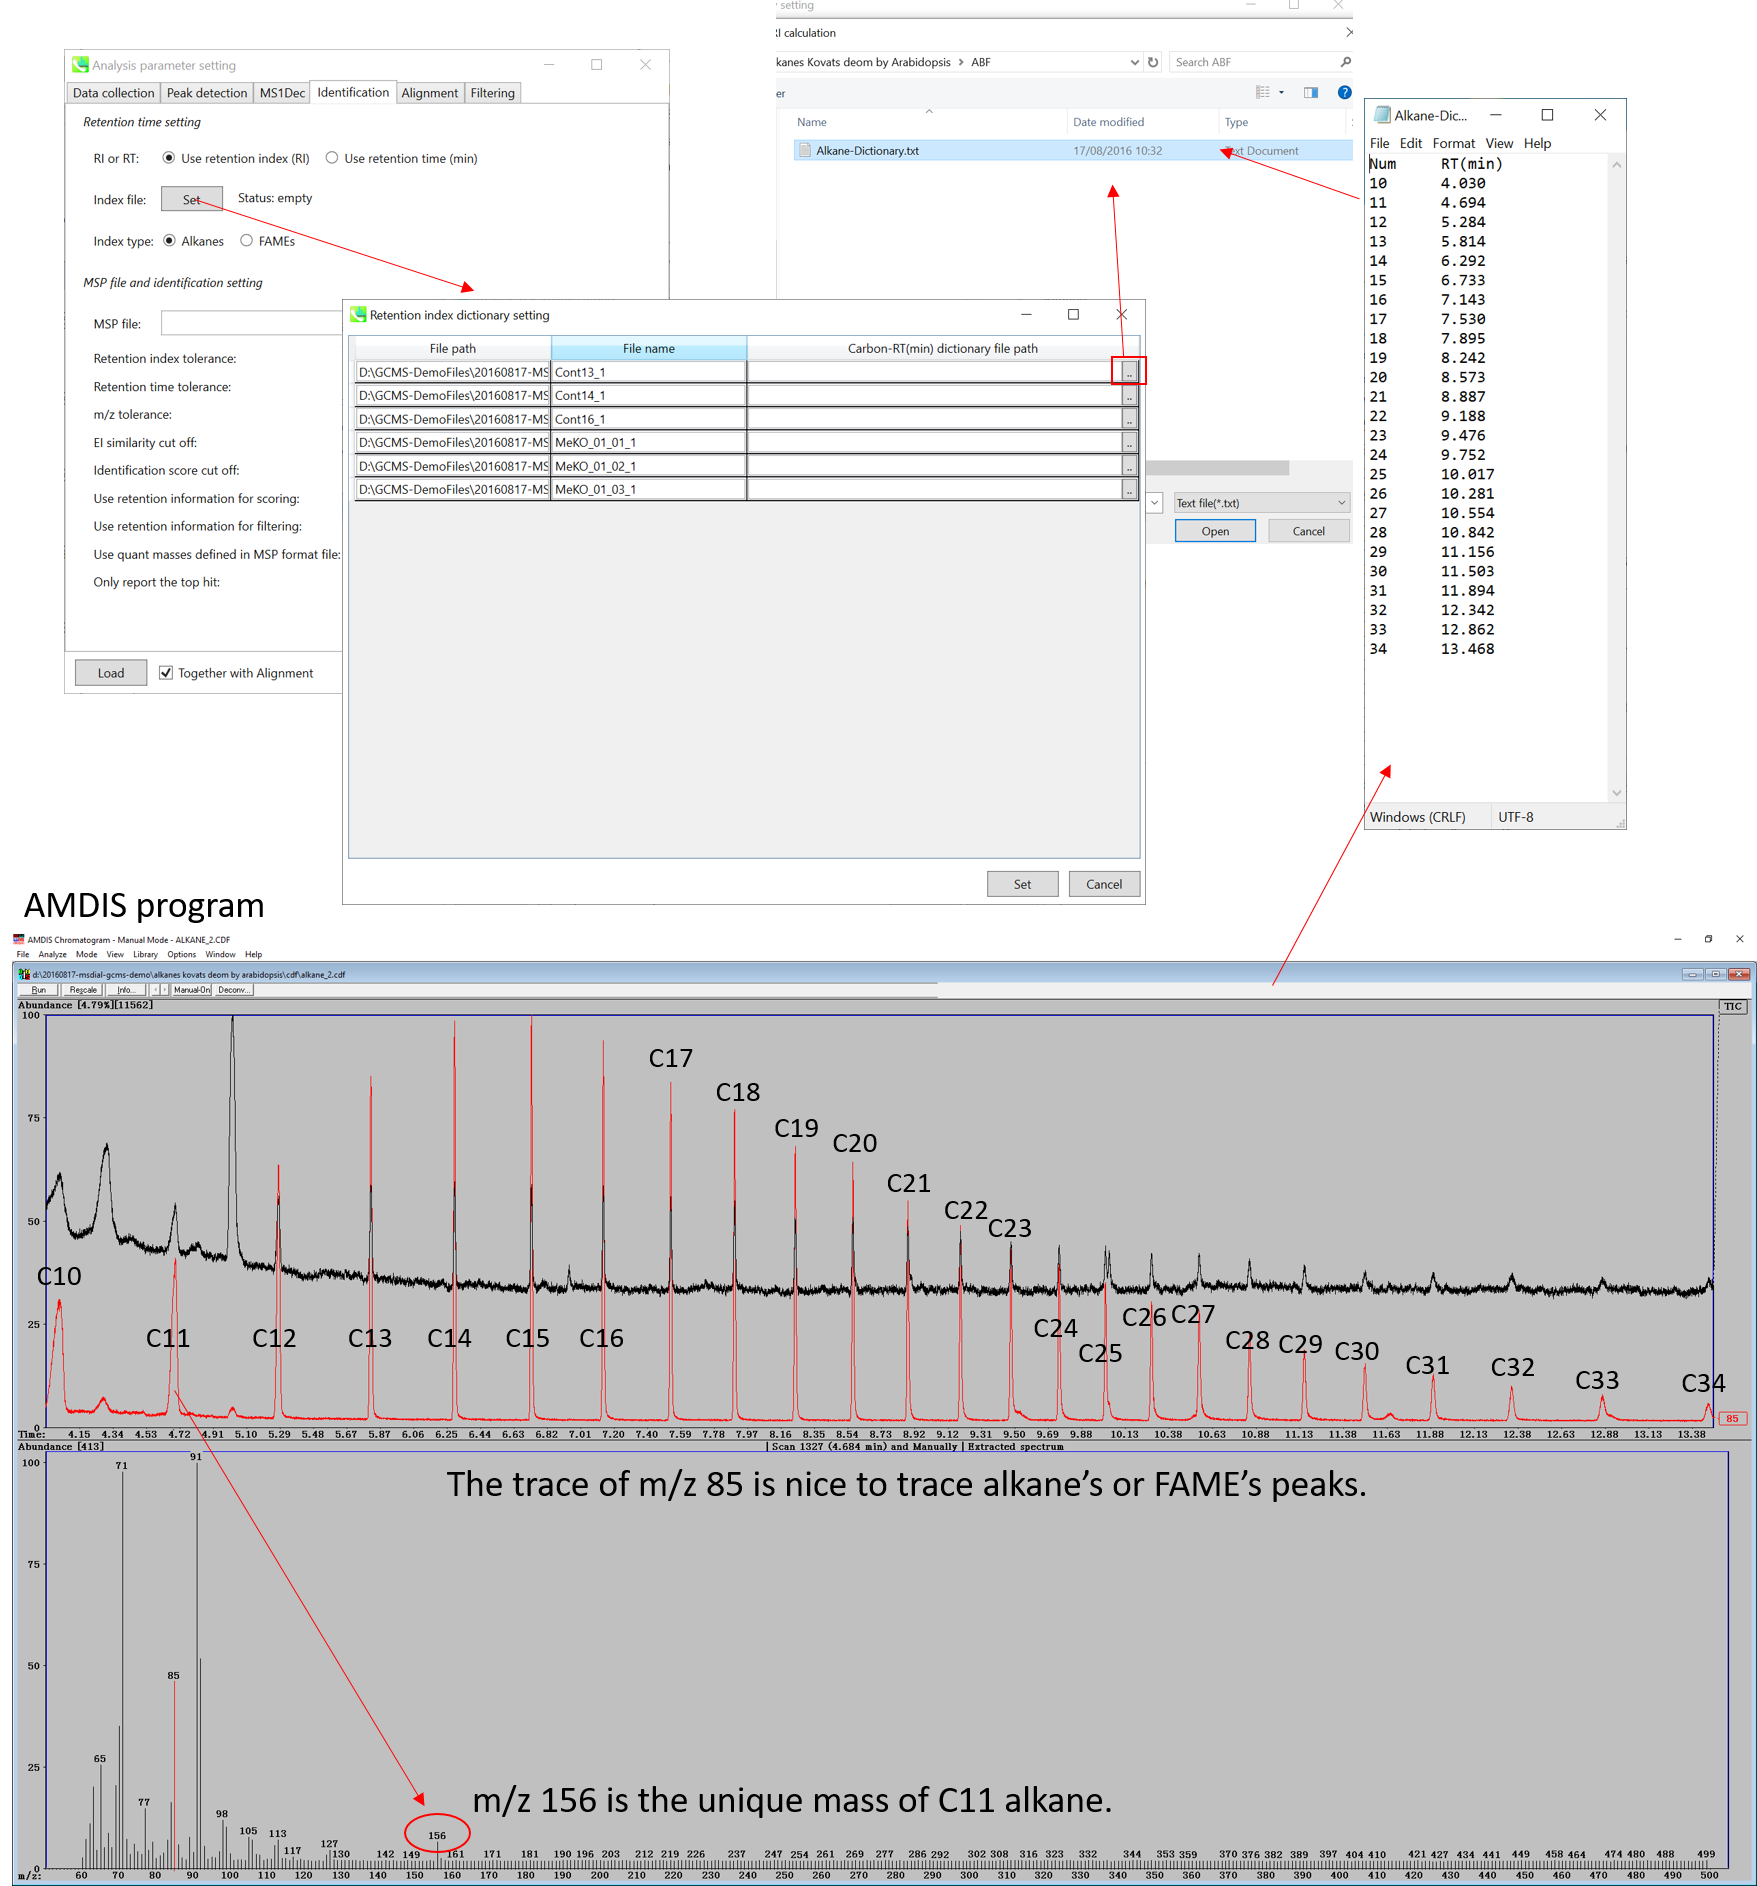 Analysis parameter setting
Data collection Peak detection MS1Dec Identification Alignment Filtering
Retention time setting
RI or RT: Use retention index (RI) Use retention time (min)
Index file: Set Status: empty
Index type: Alkanes FAMEs
MSP file and identification setting
MSP file:
Retention index tolerance:
Retention time tolerance:
m/z tolerance:
EI similarity cut off:
Identification score cut off:
Use retention information for scoring:
Use retention information for filtering:
Use quant masses defined in MSP format file:
Only report the top hit:
Load Together with Alignment
setting
RI calculation
kanes Kovats deom by Arabidopsis > ABF Search ABF
er
Name Date modified Type
Alkane-Dictionary.txt 17/08/2016 10:32 Text Document
Text file(*.txt)
Open Cancel
Retention index dictionary setting
File path File name Carbon-RT(min) dictionary file path
D:\GCMS-DemoFiles\20160817-MS Cont13_1 ..
D:\GCMS-DemoFiles\20160817-MS Cont14_1 ..
D:\GCMS-DemoFiles\20160817-MS Cont16_1 ..
D:\GCMS-DemoFiles\20160817-MS MeKO_01_01_1 ..
D:\GCMS-DemoFiles\20160817-MS MeKO_01_02_1 ..
D:\GCMS-DemoFiles\20160817-MS MeKO_01_03_1 ..
Set Cancel
Alkane-Dic...
File Edit Format View Help
Num RT(min)
10 4.030
11 4.694
12 5.284
13 5.814
14 6.292
15 6.733
16 7.143
17 7.530
18 7.895
19 8.242
20 8.573
21 8.887
22 9.188
23 9.476
24 9.752
25 10.017
26 10.281
27 10.554
28 10.842
29 11.156
30 11.503
31 11.894
32 12.342
33 12.862
34 13.468
Windows (CRLF) UTF-8
AMDIS program
AMDIS Chromatogram - Manual Mode - ALKANE_2.CDF
File Analyze Mode View Library Options Window Help
d:\20160817-msdial-gcms-demo\alkanes kovats deom by arabidopsis\cdf\alkane_2.cdf
Run Rescale Info... Manual-On Deconv...
Abundance [4.79%][11562] TIC
100
75
50
25
0
C10 C11 C12 C13 C14 C15 C16 C17 C18 C19 C20 C21 C22 C23 C24 C25 C26 C27 C28 C29 C30 C31 C32 C33 C34
85
Time: 4.15 4.34 4.53 4.72 4.91 5.10 5.29 5.48 5.67 5.87 6.06 6.25 6.44 6.63 6.82 7.01 7.20 7.40 7.59 7.78 7.97 8.16 8.35 8.54 8.73 8.92 9.12 9.31 9.50 9.69 9.88 10.13 10.38 10.63 10.88 11.13 11.38 11.63 11.88 12.13 12.38 12.63 12.88 13.13 13.38
Abundance [413] Scan 1327 (4.684 min) and Manually Extracted spectrum
The trace of m/z 85 is nice to trace alkane's or FAME's peaks.
100
75
50
25
0
71 91
85
65
77
98
105 113
117 127
m/z 156 is the unique mass of C11 alkane.
156
130 142 149 161 171 181 190 196 203 212 219 226 237 247 254 261 269 277 286 292 302 308 316 323 332 344 353 359 370 376 382 389 397 404 410 421 427 434 441 449 458 464 474 480 488 499
m/z: 60 70 80 90 100 110 120 130 140 150 160 170 180 190 200 210 220 230 240 250 260 270 280 290 300 310 320 330 340 350 360 370 380 390 400 410 420 430 440 450 460 470 480 490 500